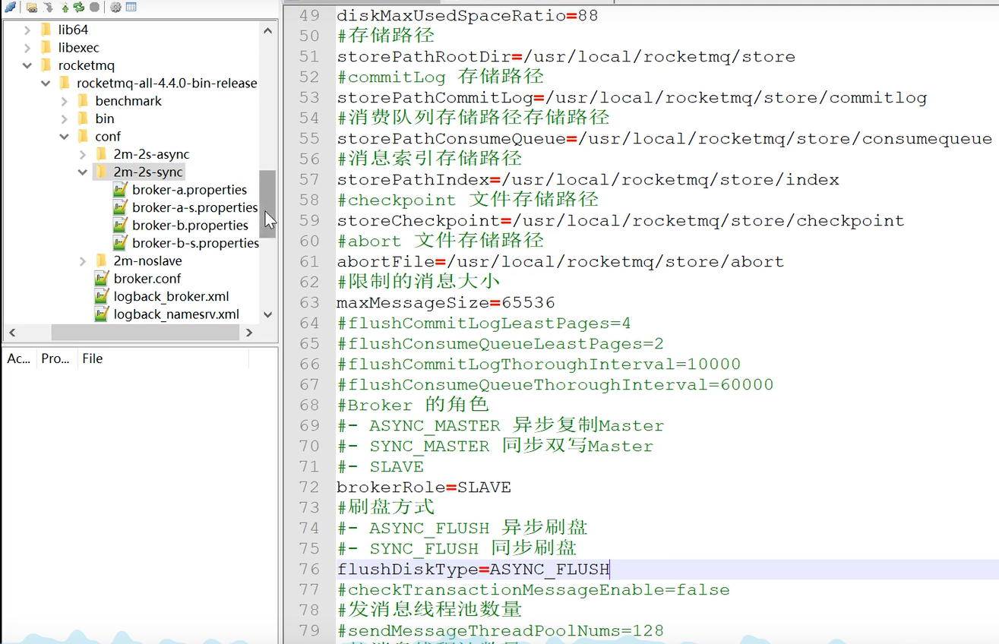 lib64
libexec
rocketmq
rocketmq-all-4.4.0-bin-release
benchmark
bin
conf
2m-2s-async
2m-2s-sync
broker-a.properties
broker-a-s.properties
broker-b.properties
broker-b-s.properties
2m-noslave
broker.conf
logback_broker.xml
logback_namesrv.xml
Ac... Pro... File
49 diskMaxUsedSpaceRatio=88
50 #存储路径
51 storePathRootDir=/usr/local/rocketmq/store
52 #commitLog 存储路径
53 storePathCommitLog=/usr/local/rocketmq/store/commitlog
54 #消费队列存储路径存储路径
55 storePathConsumeQueue=/usr/local/rocketmq/store/consumequeue
56 #消息索引存储路径
57 storePathIndex=/usr/local/rocketmq/store/index
58 #checkpoint 文件存储路径
59 storeCheckpoint=/usr/local/rocketmq/store/checkpoint
60 #abort 文件存储路径
61 abortFile=/usr/local/rocketmq/store/abort
62 #限制的消息大小
63 maxMessageSize=65536
64 #flushCommitLogLeastPages=4
65 #flushConsumeQueueLeastPages=2
66 #flushCommitLogThoroughInterval=10000
67 #flushConsumeQueueThoroughInterval=60000
68 #Broker 的角色
69 #- ASYNC_MASTER 异步复制Master
70 #- SYNC_MASTER 同步双写Master
71 #- SLAVE
72 brokerRole=SLAVE
73 #刷盘方式
74 #- ASYNC_FLUSH 异步刷盘
75 #- SYNC_FLUSH 同步刷盘
76 flushDiskType=ASYNC_FLUSH
77 #checkTransactionMessageEnable=false
78 #发消息线程池数量
79 #sendMessageThreadPoolNums=128